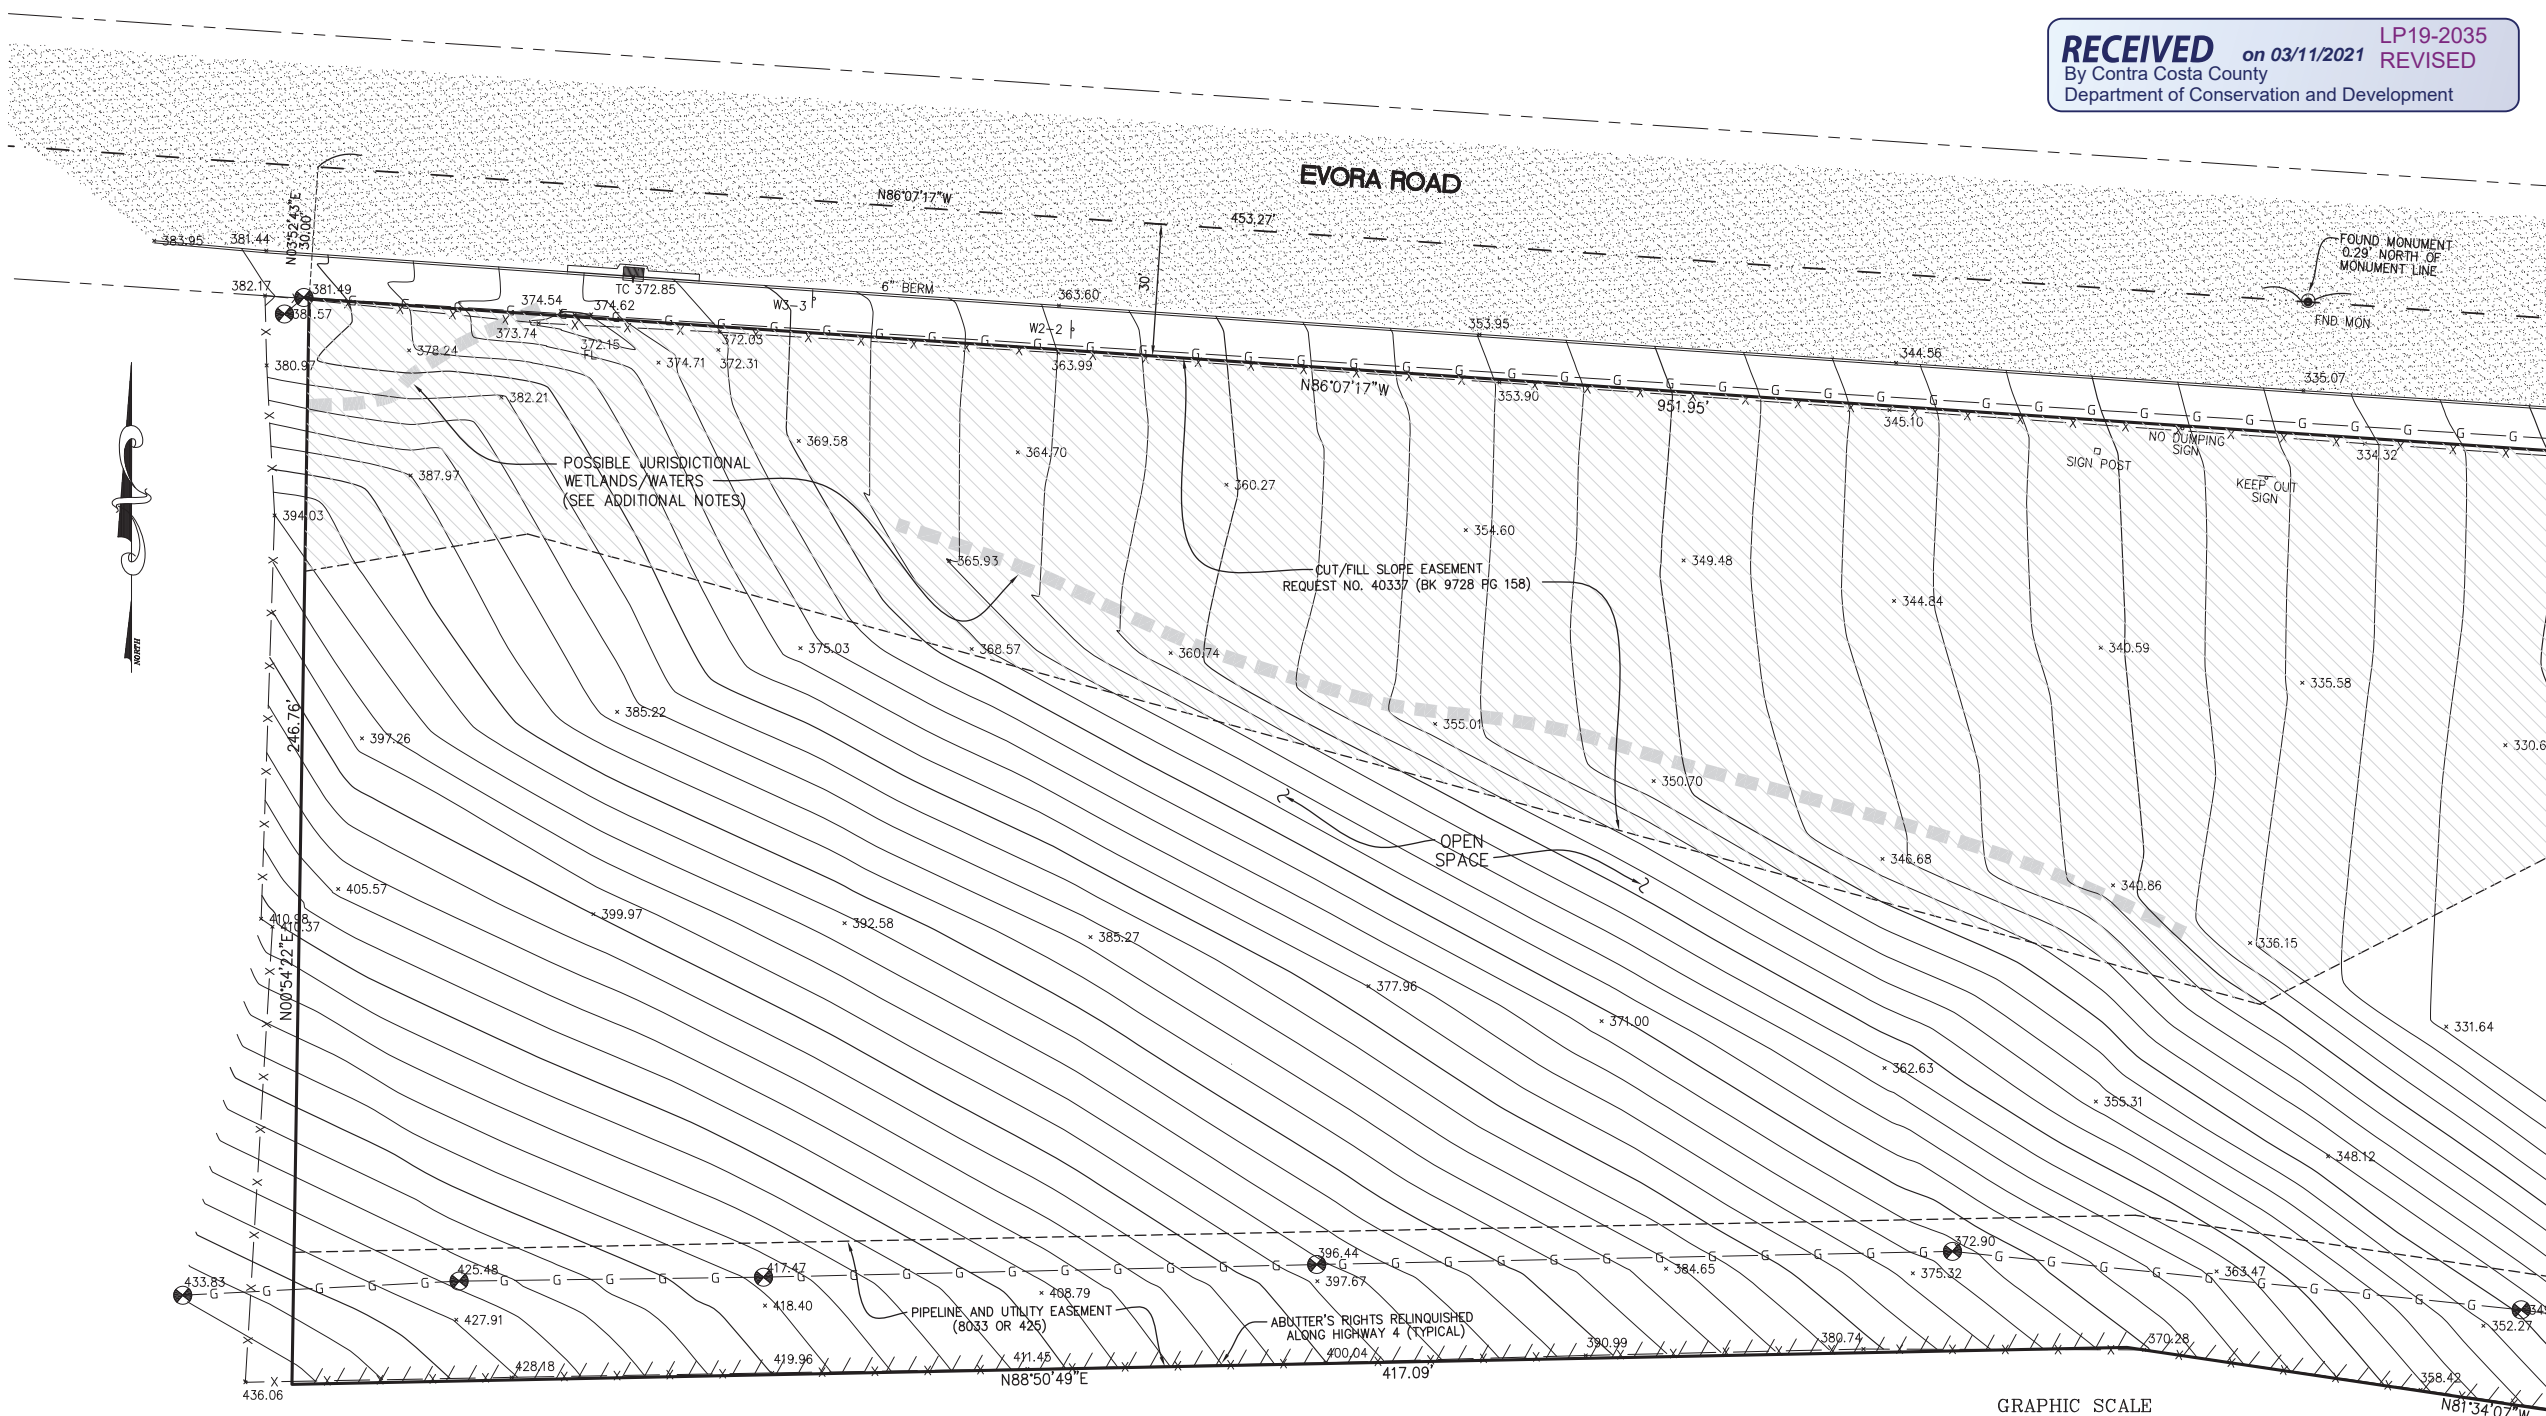 RECEIVED on 03/11/2021
LP19-2035
REVISED
By Contra Costa County
Department of Conservation and Development
EVORA ROAD
N86°07'17"W
453.27'
N03°52'43"E
30.00'
30'
FOUND MONUMENT
0.29' NORTH OF
MONUMENT LINE
FND MON
383.95
381.44
382.17
381.49
381.57
380.97
TC 372.85
6" BERM
W3-3
W2-2
363.60
353.95
344.56
335.07
374.54
374.62
373.74
372.15
FL
378.24
374.71
372.03
372.31
363.99
N86°07'17"W
951.95'
353.90
345.10
334.32
NO DUMPING
SIGN
SIGN POST
KEEP OUT
SIGN
382.21
369.58
364.70
360.27
387.97
394.03
POSSIBLE JURISDICTIONAL
WETLANDS/WATERS
(SEE ADDITIONAL NOTES)
354.60
349.48
344.84
340.59
335.58
330.6
365.93
CUT/FILL SLOPE EASEMENT
REQUEST NO. 40337 (BK 9728 PG 158)
375.03
368.57
360.74
355.01
350.70
346.68
340.86
336.15
331.64
NORTH
246.76'
N00°54'22"E
385.22
397.26
OPEN
SPACE
405.57
410.98
410.37
399.97
392.58
385.27
377.96
371.00
362.63
355.31
348.12
433.83
425.48
417.47
396.44
372.90
397.67
384.65
375.32
363.47
427.91
418.40
408.79
352.27
PIPELINE AND UTILITY EASEMENT
(8033 OR 425)
ABUTTER'S RIGHTS RELINQUISHED
ALONG HIGHWAY 4 (TYPICAL)
436.06
428.18
419.96
411.45
400.04
390.99
380.74
370.28
358.42
N88°50'49"E
417.09'
N81°34'07"W
GRAPHIC SCALE